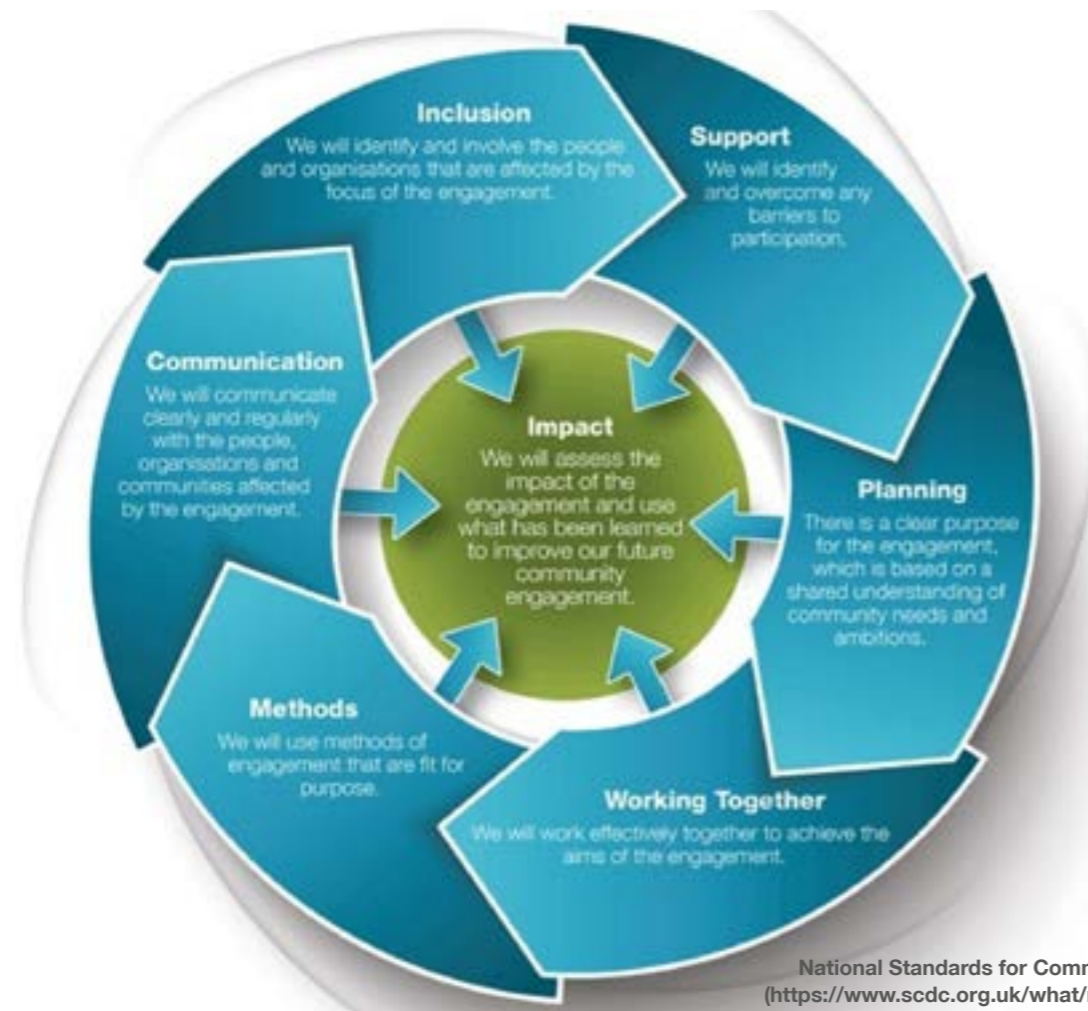 Inclusion
We will identify and involve the people
and organisations that are affected by the
focus of the engagement.
Support
We will identify
and overcome any
barriers to
participation.
Planning
There is a clear purpose
for the engagement,
which is based on a
shared understanding of
community needs and
ambitions.
Working Together
We will work effectively together to achieve the
aims of the engagement.
Methods
We will use methods of
engagement that are fit for
purpose.
Communication
We will communicate
clearly and regularly
with the people,
organisations and
communities affected
by the engagement.
Impact
We will assess the
impact of the
engagement and use
what has been learned
to improve our future
community
engagement.
National Standards for Comm
(https://www.scdc.org.uk/what/